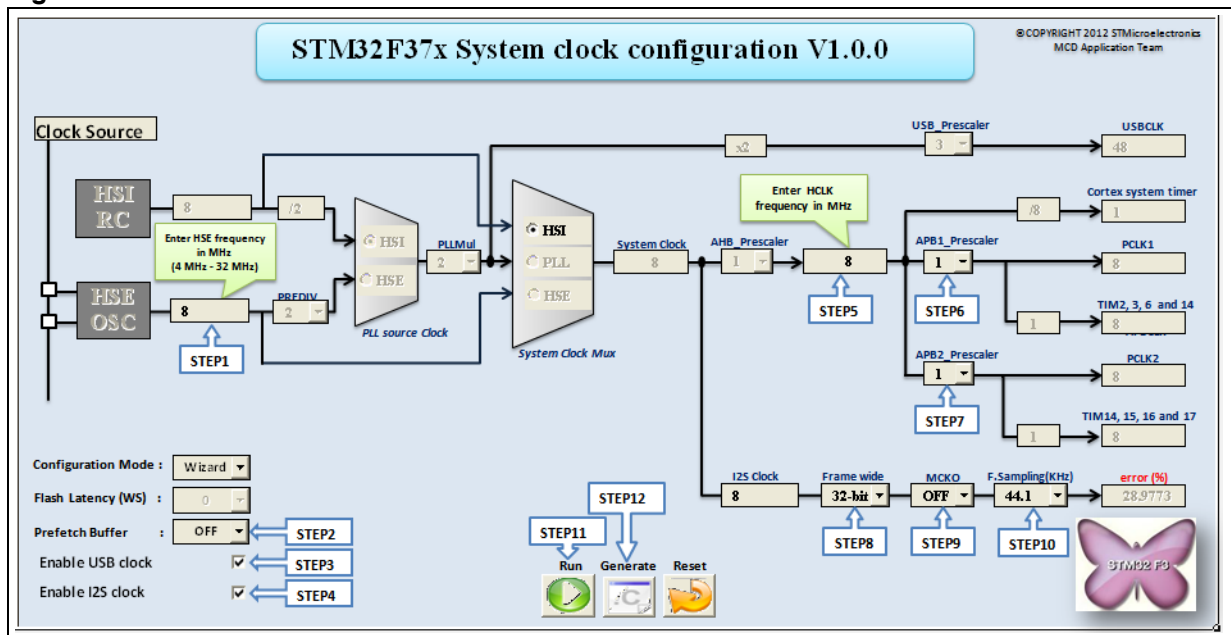 STM32F37x System clock configuration V1.0.0
©COPYRIGHT 2012 STMicroelectronics
MCD Application Team
Clock Source
USB_Prescaler
USBCLK
x2
3
48
HSI
RC
8
/2
Enter HCLK
frequency in MHz
Cortex system timer
/8
1
Enter HSE frequency
in MHz
(4 MHz - 32 MHz)
HSI
HSE
PLL source Clock
PLLMul
2
HSI
PLL
HSE
System Clock Mux
System Clock
8
AHB_Prescaler
1
8
STEP5
APB1_Prescaler
1
STEP6
PCLK1
8
HSE
OSC
8
STEP1
PREDIV
2
TIM2, 3, 6 and 14
1
8
APB2_Prescaler
1
STEP7
PCLK2
8
TIM14, 15, 16 and 17
1
8
Configuration Mode :
Wizard
Flash Latency (WS) :
0
Prefetch Buffer :
OFF
STEP2
Enable USB clock
STEP3
Enable I2S clock
STEP4
STEP11
STEP12
Run
Generate
Reset
I2S Clock
8
Frame wide
32-bit
STEP8
MCKO
OFF
STEP9
F.Sampling(KHz)
44.1
STEP10
error (%)
28.9773
STM32 F3